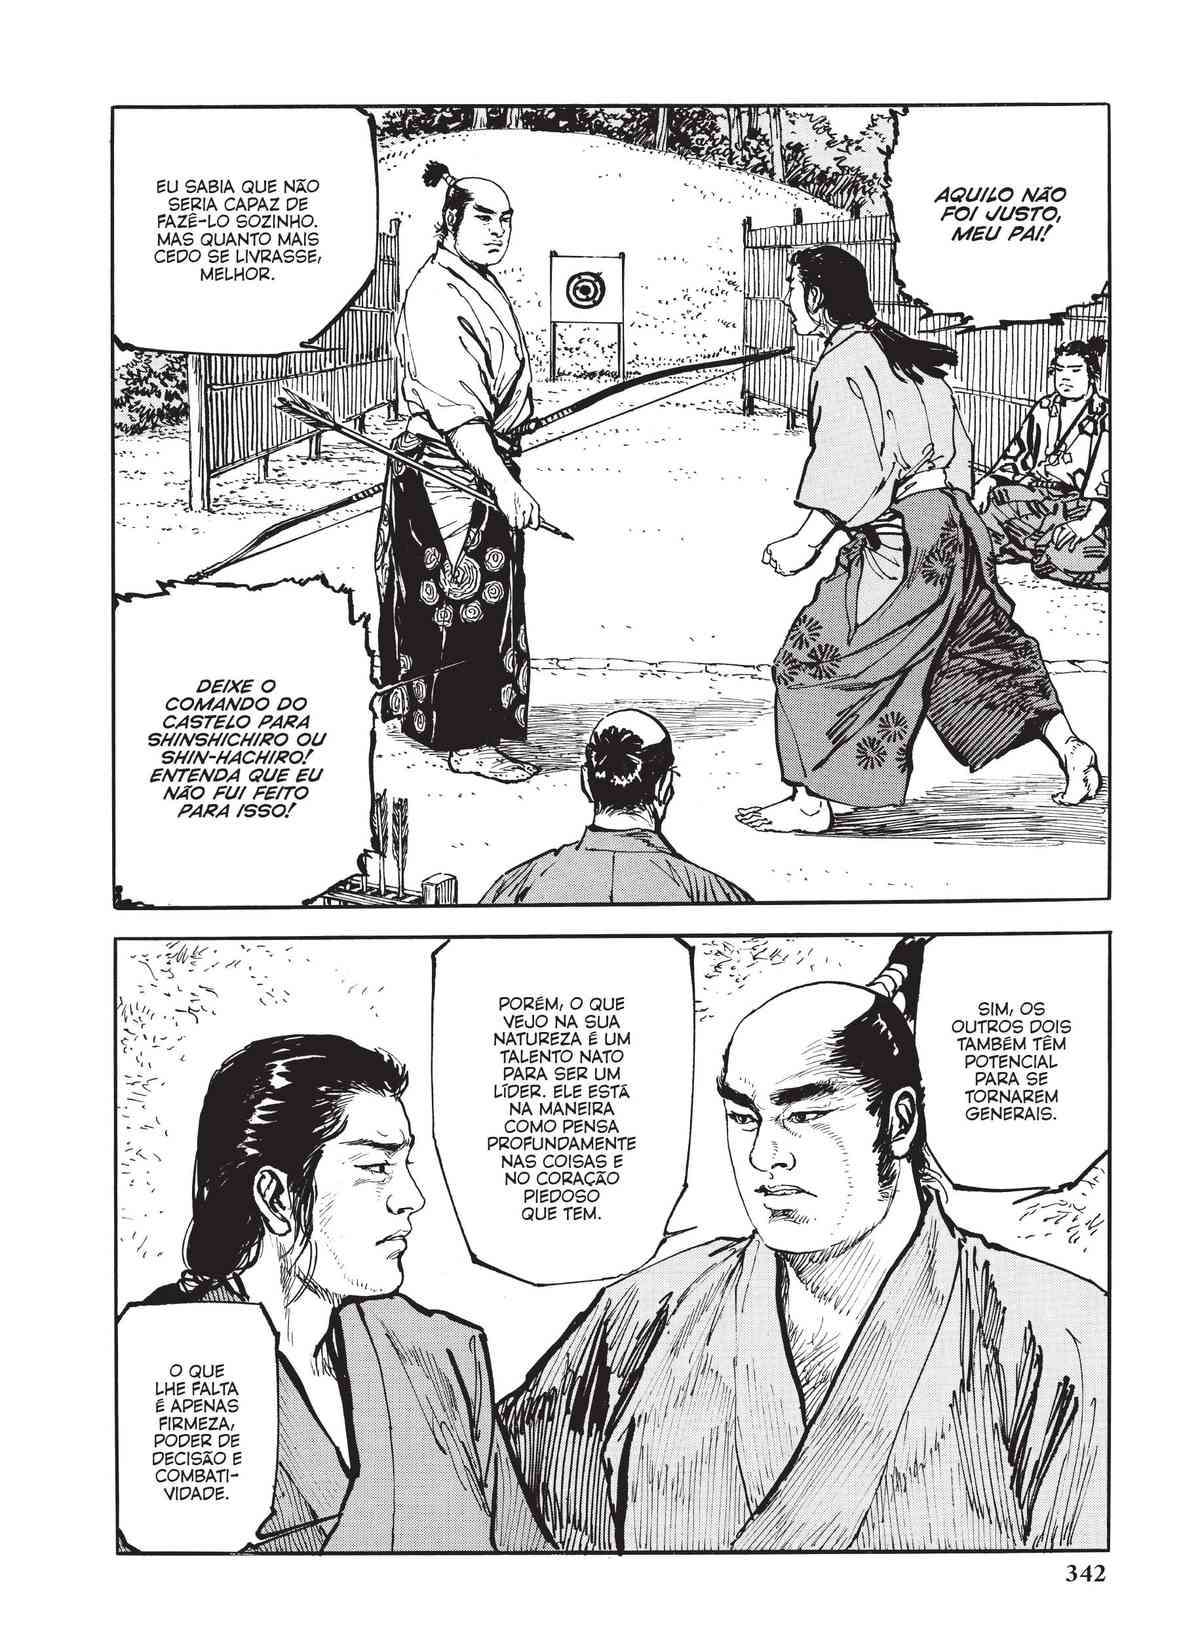 AQUILO NÃO
FOI JUSTO,
MEU PAI!
EU SABIA QUE NÃO
SERIA CAPAZ DE
FAZÊ-LO SOZINHO.
MAS QUANTO MAIS
CEDO SE LIVRASSE,
MELHOR.
DEIXE O
COMANDO DO
CASTELO PARA
SHINSHICHIRO OU
SHIN-HACHIRO!
ENTENDA QUE EU
NÃO FUI FEITO
PARA ISSO!
SIM, OS
OUTROS DOIS
TAMBÉM TÊM
POTENCIAL
PARA SE
TORNAREM
GENERAIS.
PORÉM, O QUE
VEJO NA SUA
NATUREZA É UM
TALENTO NATO
PARA SER UM
LÍDER. ELE ESTÁ
NA MANEIRA
COMO PENSA
PROFUNDAMENTE
NAS COISAS E
NO CORAÇÃO
PIEDOSO
QUE TEM.
O QUE
LHE FALTA
É APENAS
FIRMEZA,
PODER DE
DECISÃO E
COMBATI-
VIDADE.
342